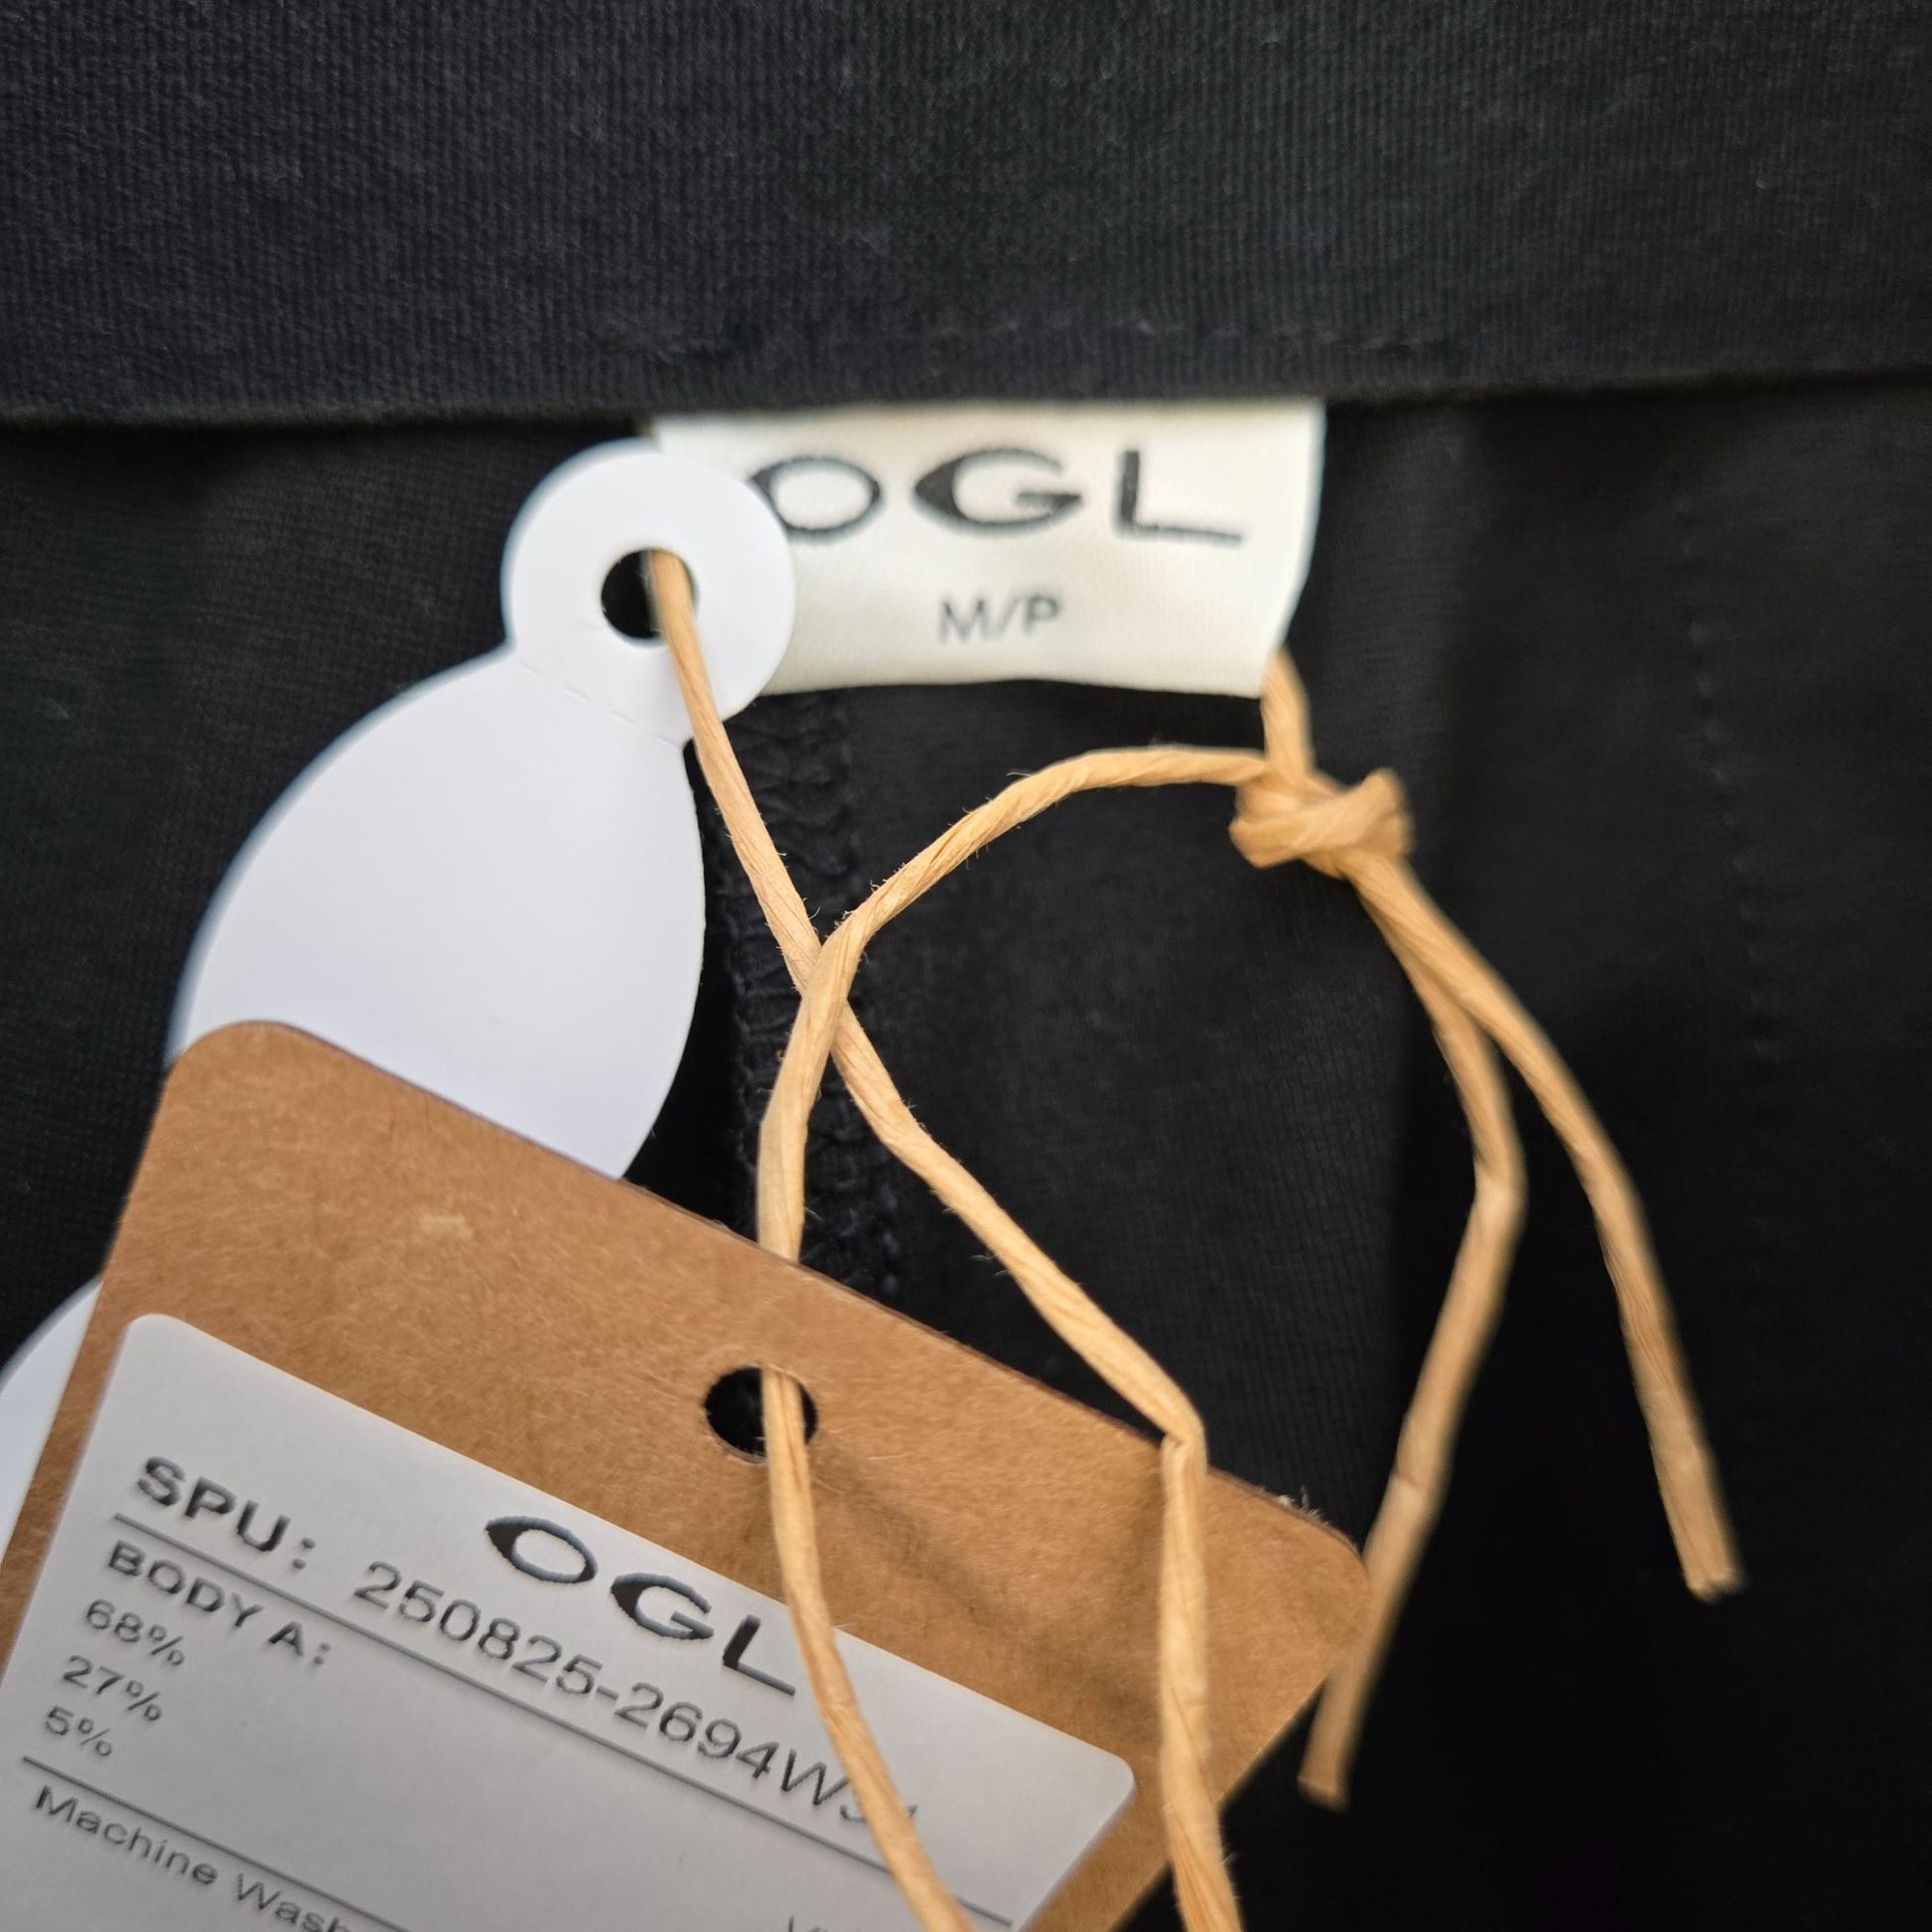 OGL
M/P
OGL
SPU: 250825-2694W
BODY A:
68%
27%
5%
Machine Wash